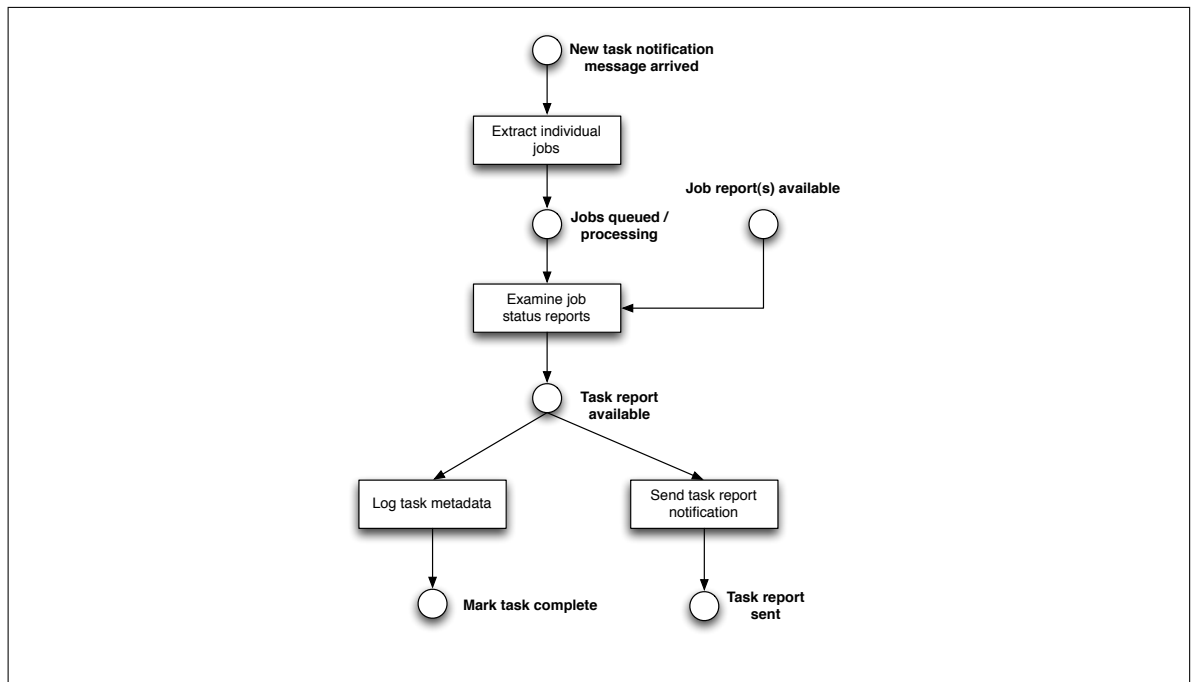 New task notification
message arrived
Extract individual
jobs
Job report(s) available
Jobs queued /
processing
Examine job
status reports
Task report
available
Log task metadata
Send task report
notification
Mark task complete
Task report
sent